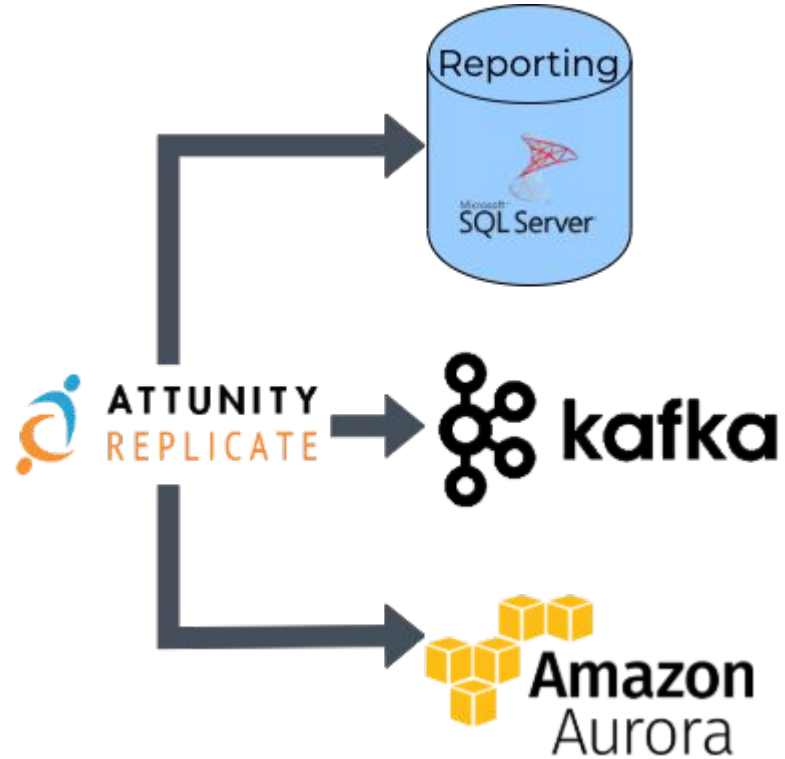 Reporting
Microsoft
SQL Server
ATTUNITY
REPLICATE
kafka
Amazon
Aurora